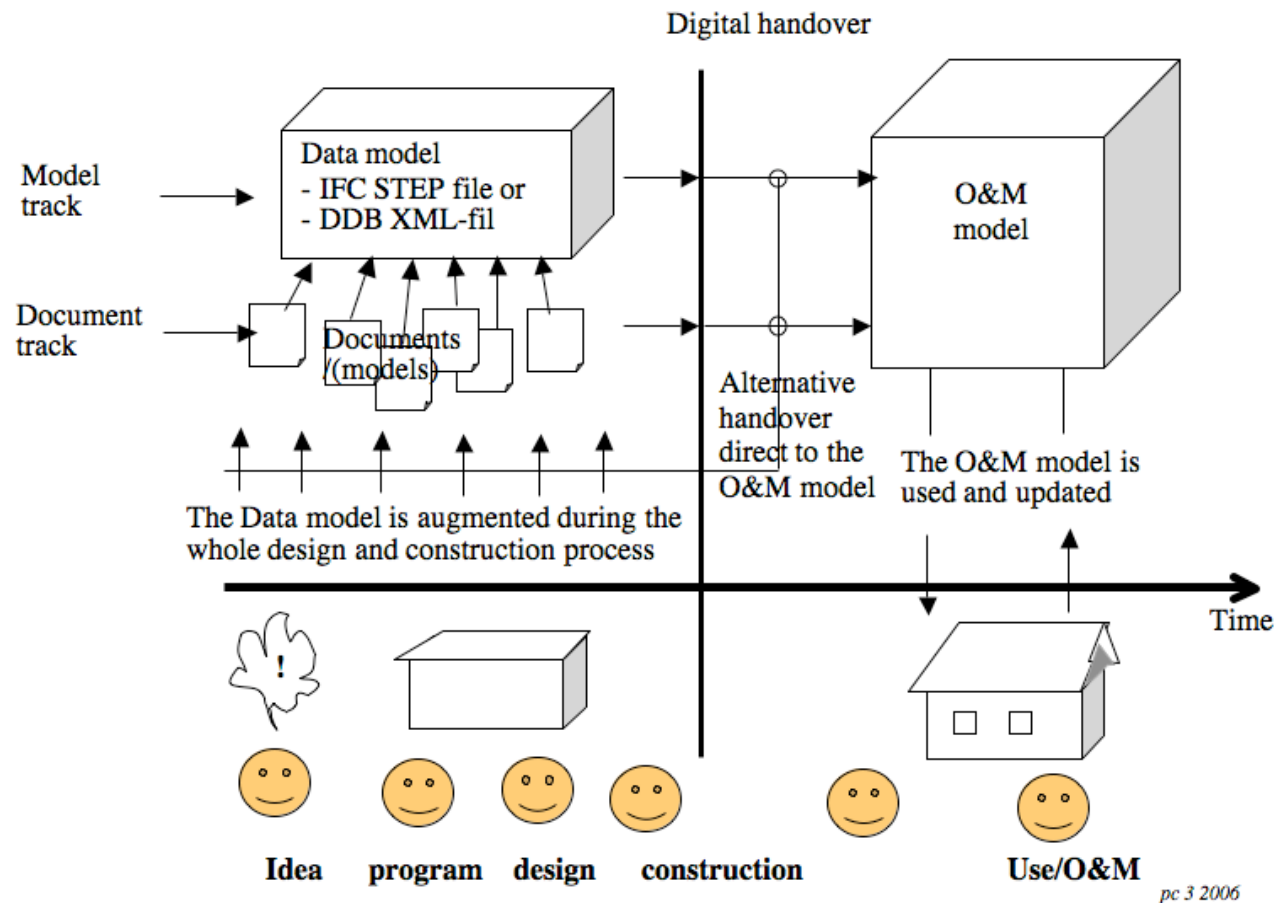 Digital handover
Model
track
Data model
- IFC STEP file or
- DDB XML-fil
O&M
model
Document
track
Documents
/(models)
Alternative
handover
direct to the
O&M model
The O&M model is
used and updated
The Data model is augmented during the
whole design and construction process
Time
!
Idea program design construction Use/O&M
pc 3 2006